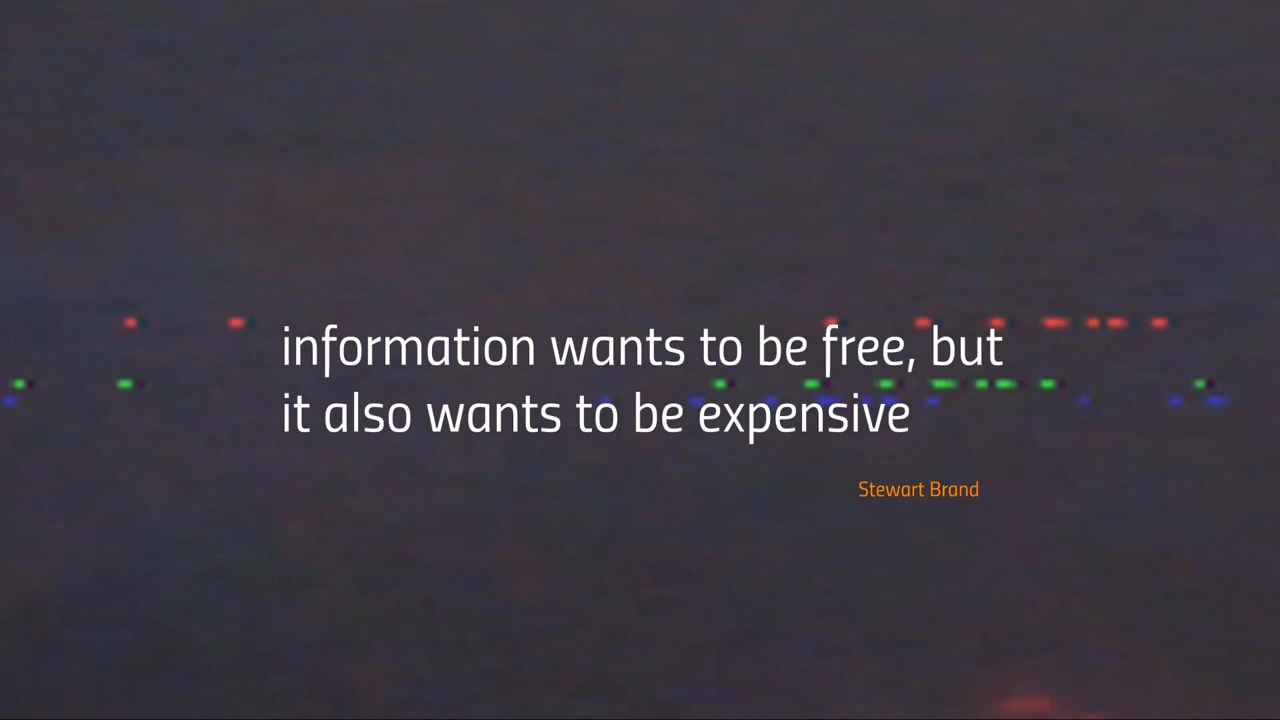 information wants to be free, but
it also wants to be expensive
Stewart Brand